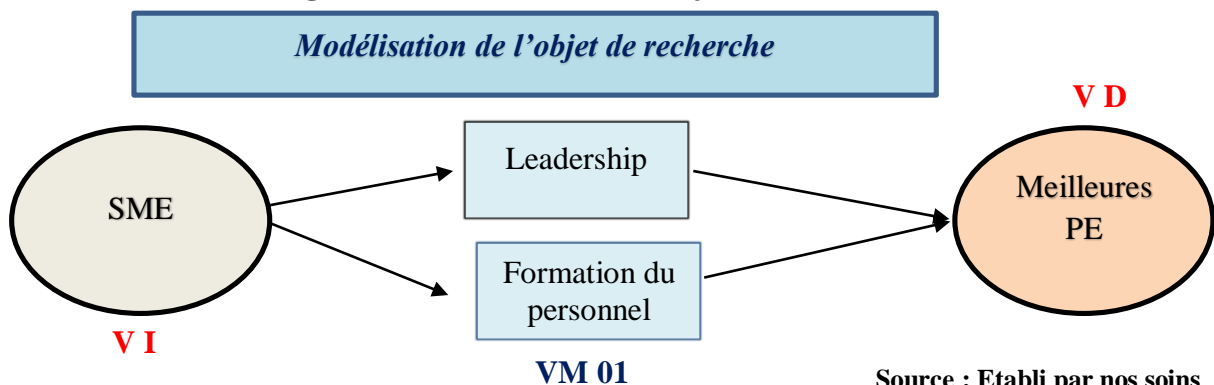 Modélisation de l’objet de recherche
V D
SME
Leadership
Meilleures
PE
Formation du
personnel
V I
VM 01
Source : Etabli par nos soins